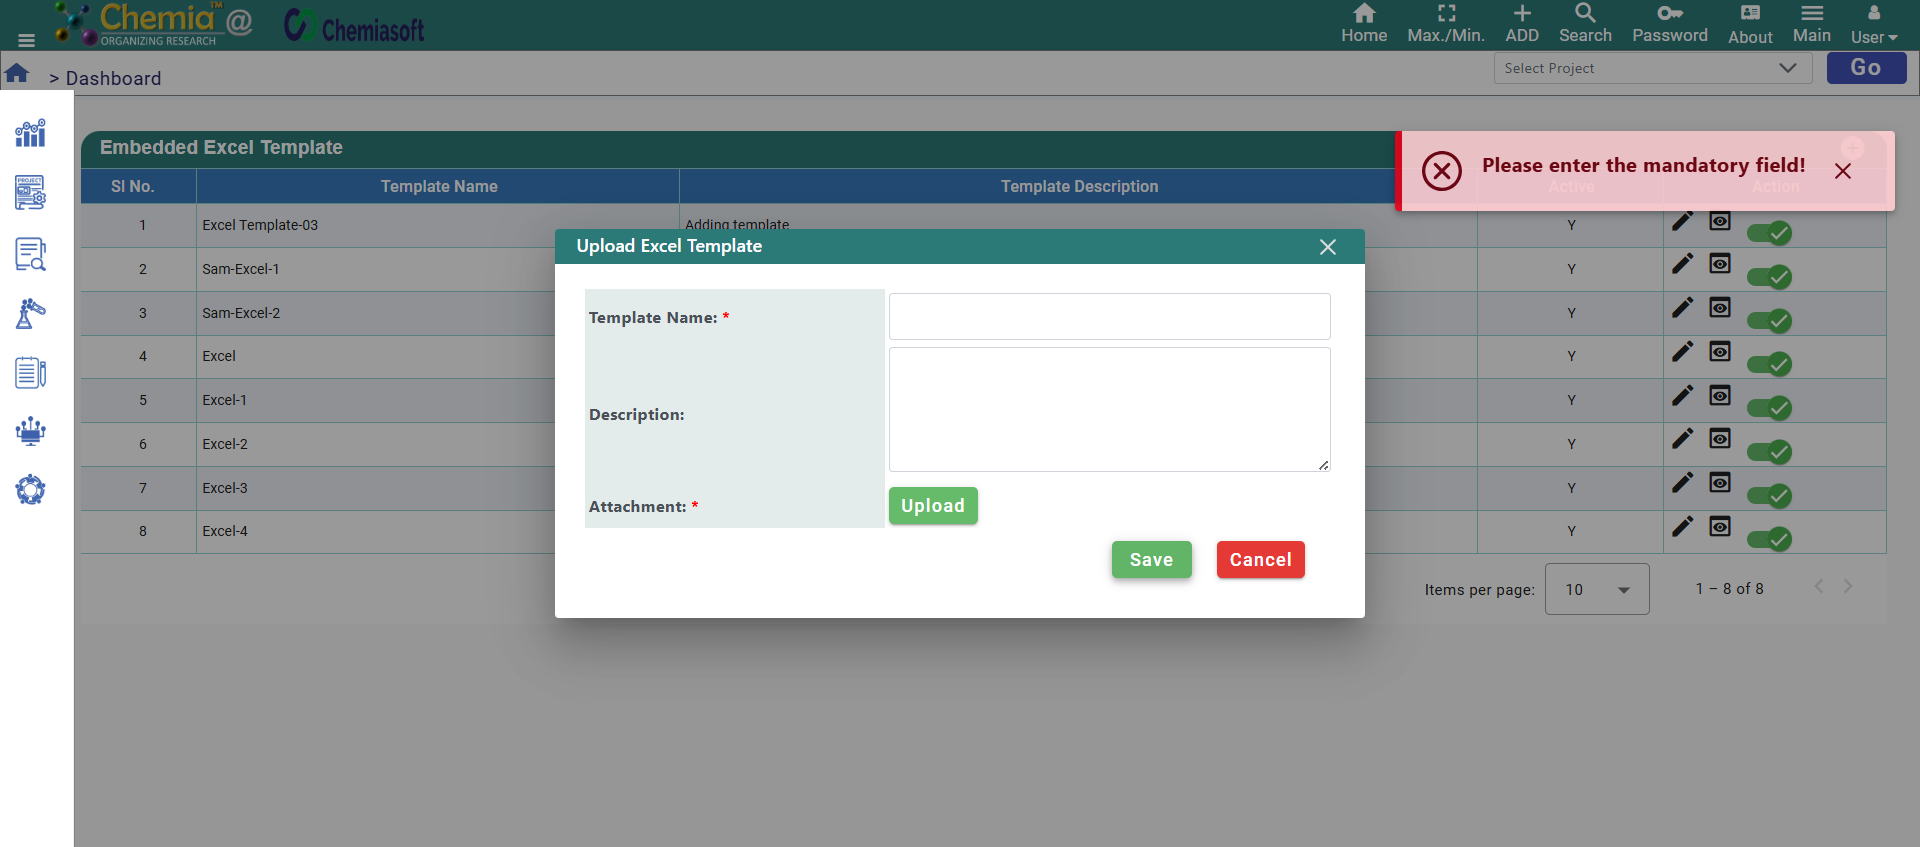 Chemia™@
ORGANIZING RESEARCH
Chemiasoft
Home
Max./Min.
ADD
Search
Password
About
Main
User
> Dashboard
Select Project
Go
Embedded Excel Template
Please enter the mandatory field!
Sl No.
Template Name
Template Description
Active
Action
1
Excel Template-03
Adding template
Y
2
Sam-Excel-1
Y
3
Sam-Excel-2
Y
4
Excel
Y
5
Excel-1
Y
6
Excel-2
Y
7
Excel-3
Y
8
Excel-4
Y
Upload Excel Template
Template Name: *
Description:
Attachment: *
Upload
Save
Cancel
Items per page:
10
1 – 8 of 8